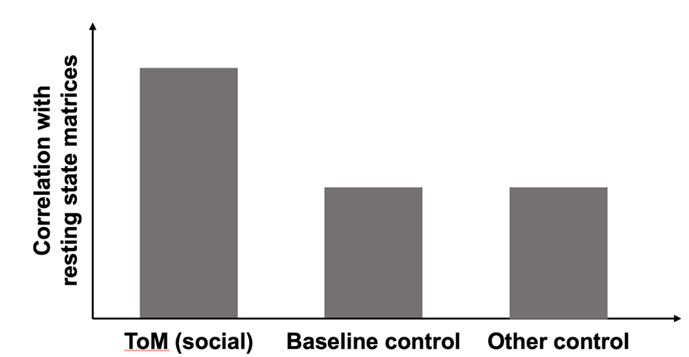 Correlation with
resting state matrices
ToM (social)
Baseline control
Other control